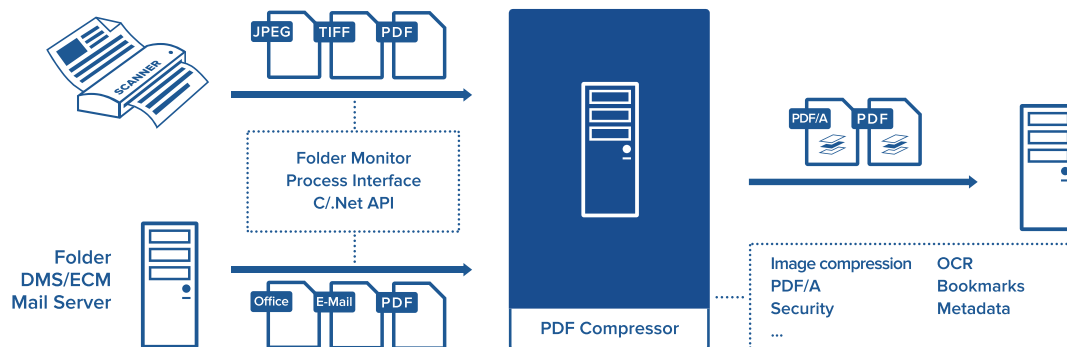 JPEG TIFF PDF
SCANNER
Folder Monitor
Process Interface
C/.Net API
Folder
DMS/ECM
Mail Server
Office E-Mail PDF
PDF Compressor
PDF/A PDF
Image compression OCR
PDF/A Bookmarks
Security Metadata
...